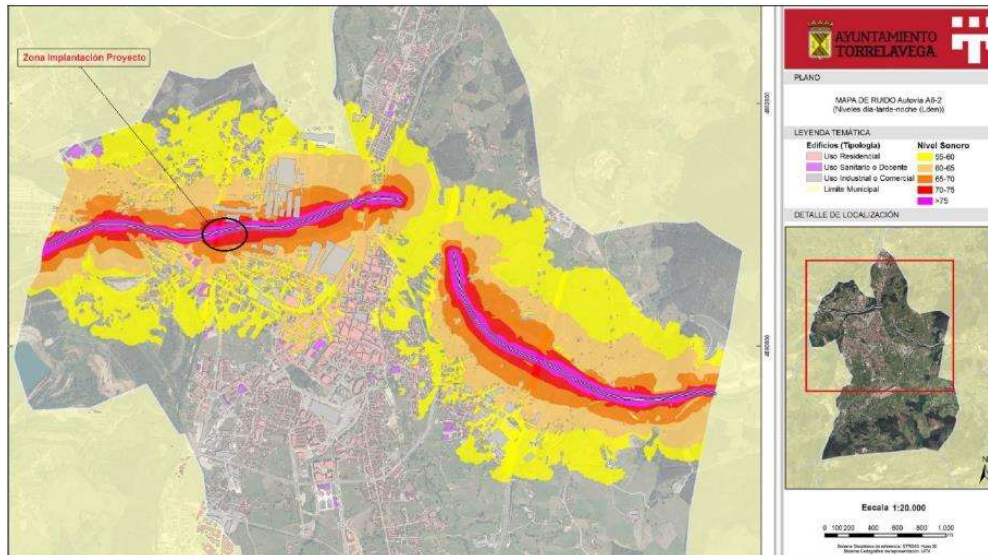 Zona Implantación Proyecto
AYUNTAMIENTO
TORRELAVEGA
PLANO
MAPA DE RUIDO Autovía A8-2
(Niveles día-tarde-noche (Lden))
LEYENDA TEMÁTICA
Edificios (Tipología)
Uso Residencial
Uso Sanitario o Docente
Uso Industrial o Comercial
Límite Municipal
Nivel Sonoro
55-60
60-65
65-70
70-75
>75
DETALLE DE LOCALIZACIÓN
N
Escala 1:20.000
0 100 200 400 600 800 1.000